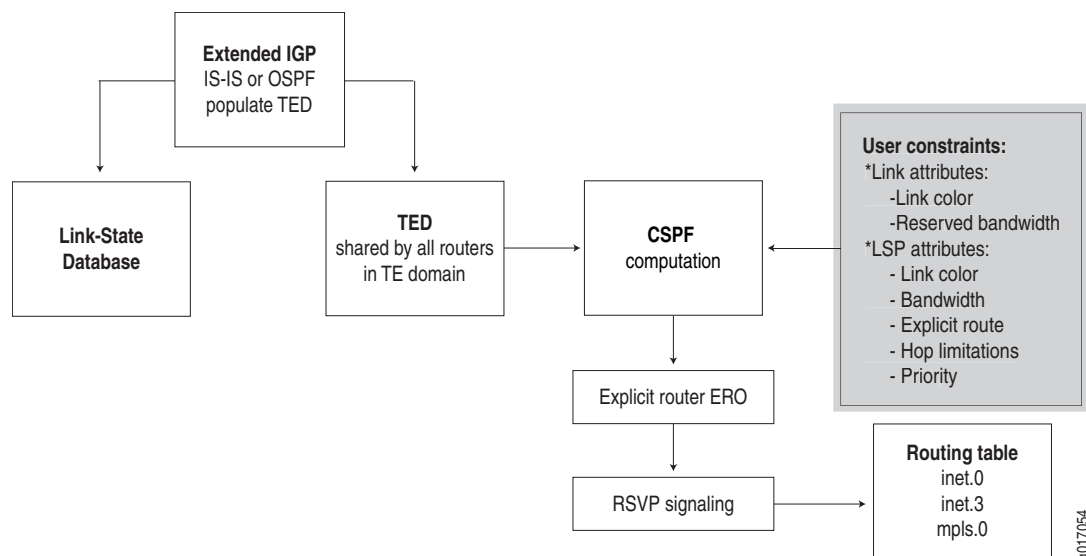 Extended IGP
IS-IS or OSPF
populate TED
Link-State
Database
TED
shared by all routers
in TE domain
CSPF
computation
User constraints:
*Link attributes:
-Link color
-Reserved bandwidth
*LSP attributes:
- Link color
- Bandwidth
- Explicit route
- Hop limitations
- Priority
Explicit router ERO
RSVP signaling
Routing table
inet.0
inet.3
mpls.0
g017054